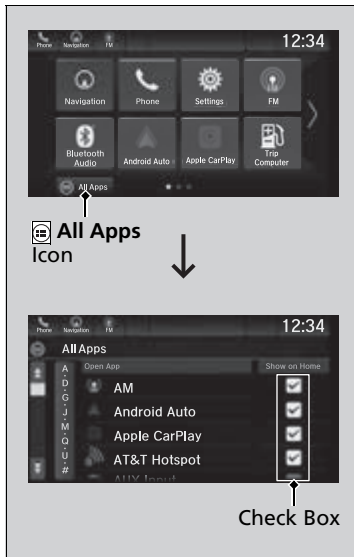 12:34
Phone Navigation FM
Navigation Phone Settings FM
Bluetooth Audio Android Auto Apple CarPlay Trip Computer
All Apps
All Apps
Icon
12:34
Phone Navigation FM
All Apps
Open App Show on Home
A
D
G
J
M
Q
U
#
AM
Android Auto
Apple CarPlay
AT&T Hotspot
AUX Input
Check Box